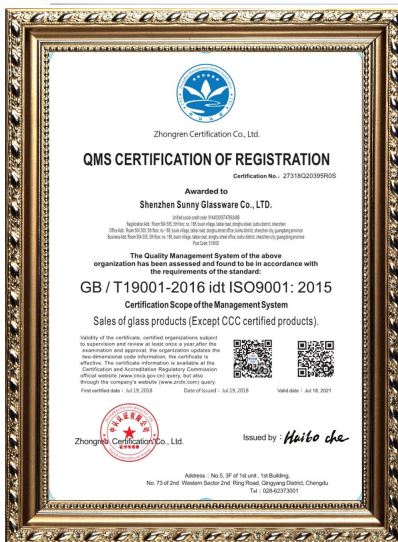 Zhongren Certification Co., Ltd.
QMS CERTIFICATION OF REGISTRATION
Certification No.: 27318Q20395R0S
Awarded to
Shenzhen Sunny Glassware Co., LTD.
The Quality Management System of the above
organization has been assessed and found to be in accordance with
the requirements of the standard:
GB / T19001-2016 idt ISO9001: 2015
Certification Scope of the Management System
Sales of glass products (Except CCC certified products).
Validity of the certificate, certified organizations subject
to supervision and review at least once a year.after the
examination and approval, the organization updates the
two-dimensional code information, the certificate is
effective. The certificate information is available at the
Certification and Accreditation Regulatory Commission
official website (www.cnca.gov.cn) query, but also
through the company's website (www.zrctn.com) query.
First certified date : Jul.19, 2018 Date of Issued : Jul.19, 2018 Valid date : Jul.18, 2021
Zhongren Certification Co., Ltd. Issued by : Haibo che
Address : No.5, 3F of 1st unit , 1st Building,
No. 73 of 2nd Western Sector 2nd Ring Road, Qingyang District, Chengdu
Tel : 028-62373001